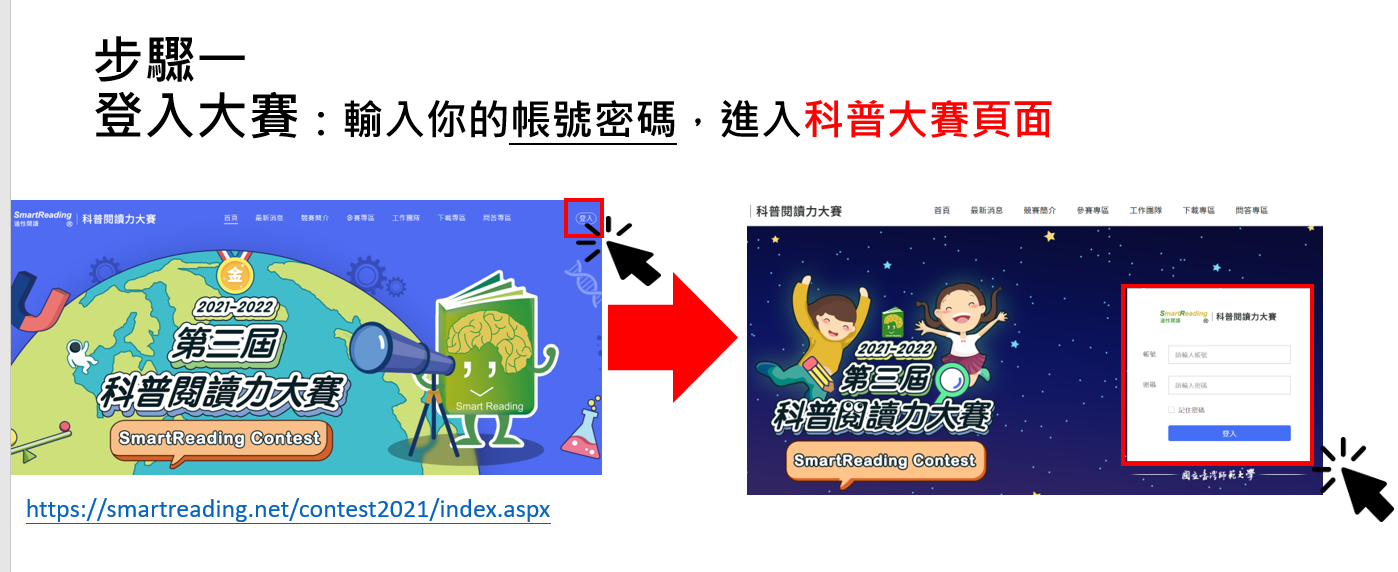 步驟一
登入大賽：輸入你的帳號密碼，進入科普大賽頁面
SmartReading
適性閱讀 ®
科普閱讀力大賽
首頁 最新消息 競賽簡介 參賽專區 工作團隊 下載專區 問答專區
登入
金
2021-2022
第三屆
科普閱讀力大賽
SmartReading Contest
Smart Reading
https://smartreading.net/contest2021/index.aspx
科普閱讀力大賽
首頁 最新消息 競賽簡介 參賽專區 工作團隊 下載專區 問答專區
2021-2022
第三屆
科普閱讀力大賽
SmartReading Contest
SmartReading
適性閱讀 ®
科普閱讀力大賽
帳號 請輸入帳號
密碼 請輸入密碼
記住密碼
登入
國立臺灣師範大學